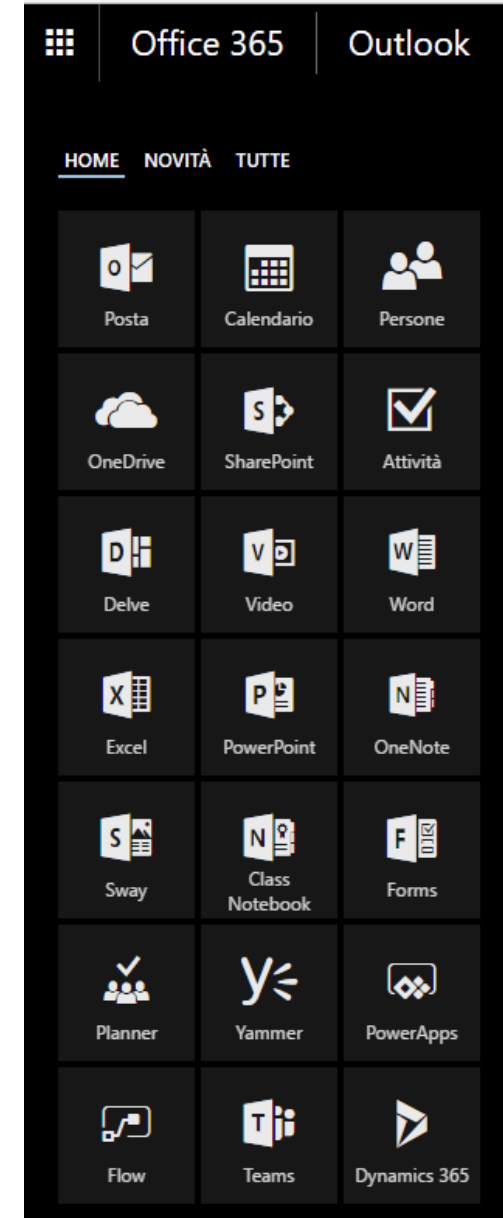 Office 365 Outlook
HOME NOVITÀ TUTTE
Posta Calendario Persone
OneDrive SharePoint Attività
Delve Video Word
Excel PowerPoint OneNote
Sway Class Notebook Forms
Planner Yammer PowerApps
Flow Teams Dynamics 365